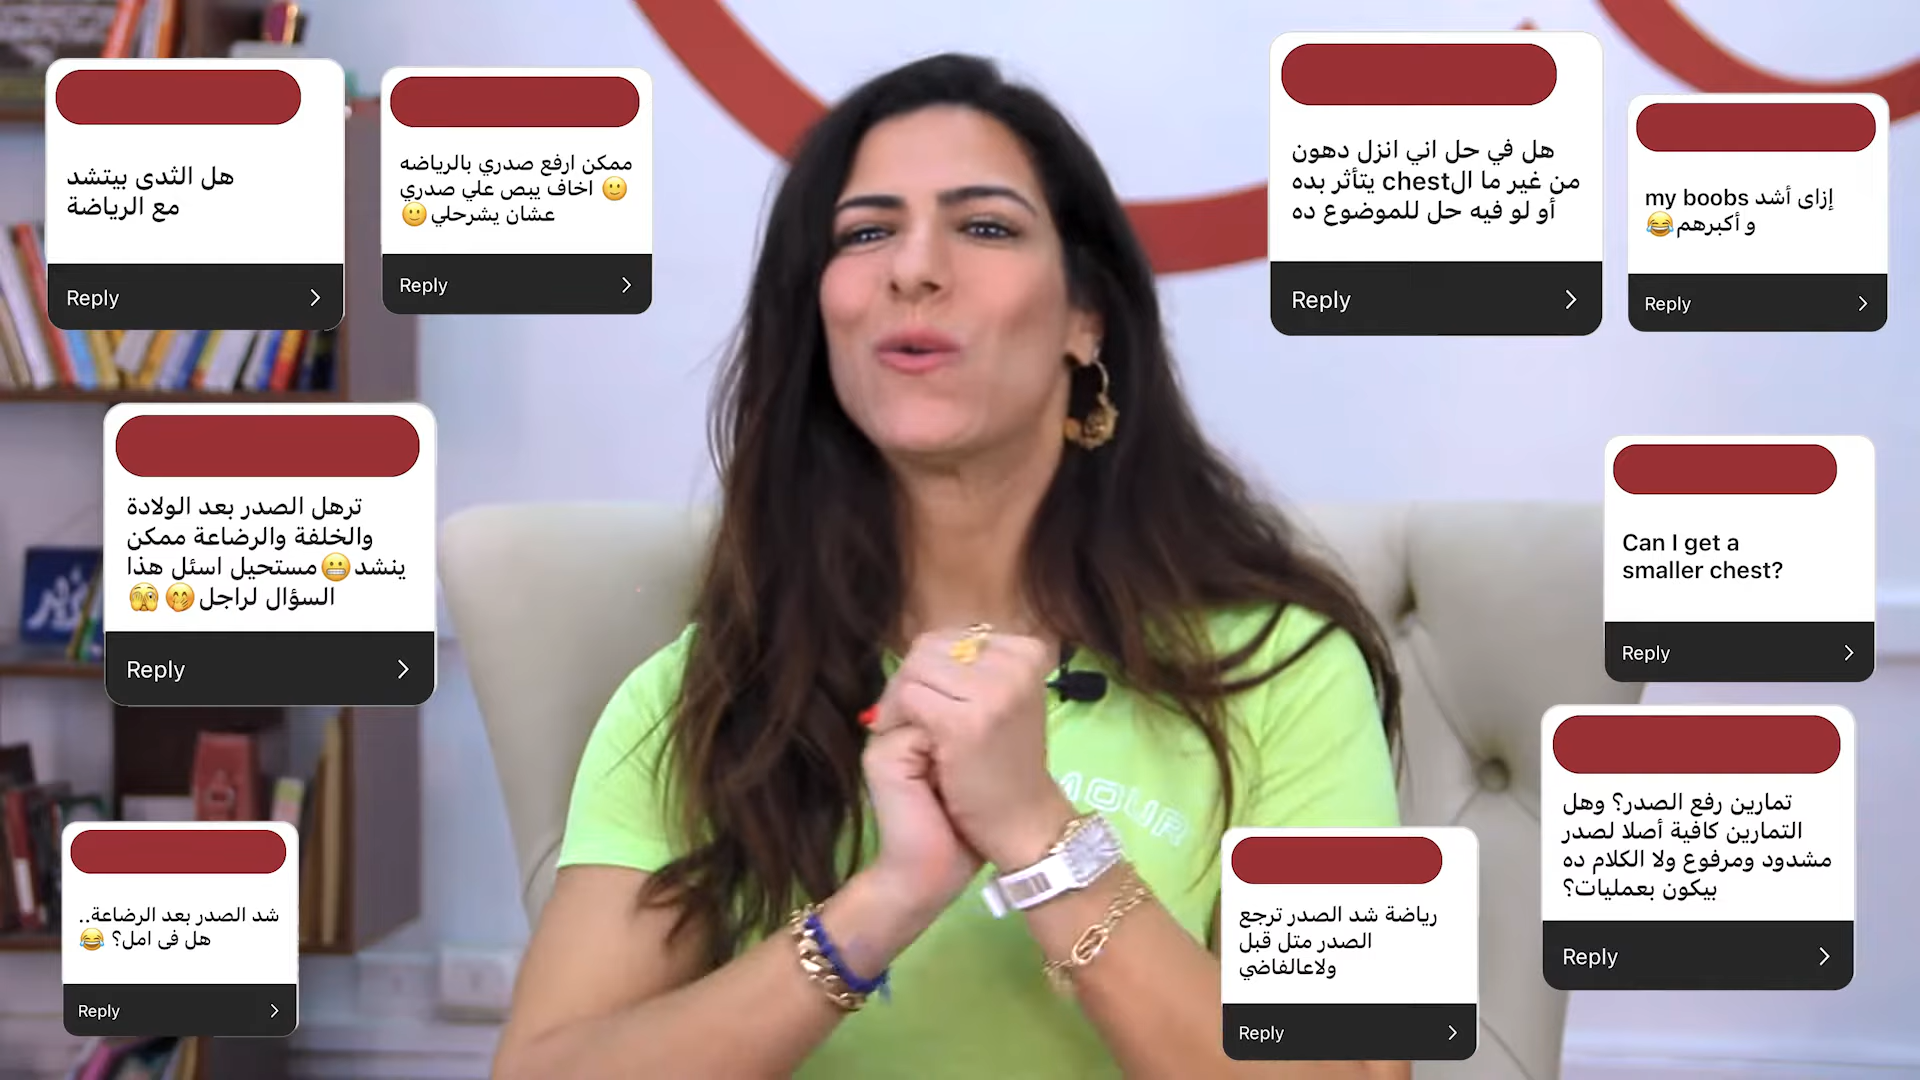 هل الثدى بيتشد
مع الرياضة
Reply
ممكن ارفع صدري بالرياضه
🙂 اخاف يبص علي صدري
عشان يشرحلي 🙂
Reply
هل في حل اني انزل دهون
من غير ما الchest يتأثر بده
أو لو فيه حل للموضوع ده
Reply
إزاى أشد my boobs
و أكبرهم 😂
Reply
ترهل الصدر بعد الولادة
والخلفة والرضاعة ممكن
ينشد😬مستحيل اسئل هذا
السؤال لراجل🤭🫣
Reply
Can I get a
smaller chest?
Reply
شد الصدر بعد الرضاعة..
هل فى امل؟ 😂
Reply
رياضة شد الصدر ترجع
الصدر متل قبل
ولاعالفاضي
Reply
تمارين رفع الصدر؟ وهل
التمارين كافية أصلا لصدر
مشدود ومرفوع ولا الكلام ده
بيكون بعمليات؟
Reply
MOUR